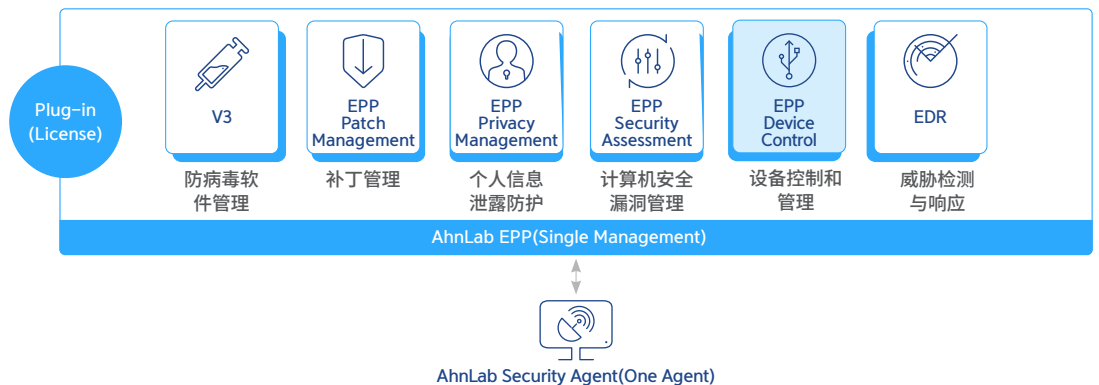 Plug-in
(License)
V3
EPP
Patch
Management
EPP
Privacy
Management
EPP
Security
Assessment
EPP
Device
Control
EDR
防病毒软
件管理
补丁管理
个人信息
泄露防护
计算机安全
漏洞管理
设备控制和
管理
威胁检测
与响应
AhnLab EPP(Single Management)
AhnLab Security Agent(One Agent)